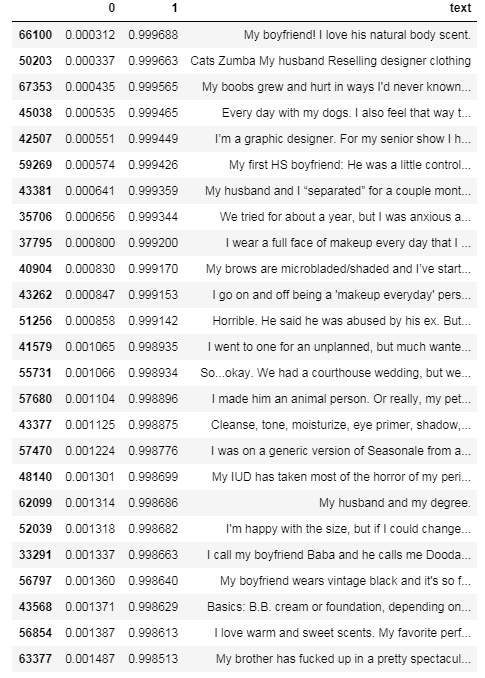 0 1 text
66100 0.000312 0.999688 My boyfriend! I love his natural body scent.
50203 0.000337 0.999663 Cats Zumba My husband Reselling designer clothing
67353 0.000435 0.999565 My boobs grew and hurt in ways I'd never known...
45038 0.000535 0.999465 Every day with my dogs. I also feel that way t...
42507 0.000551 0.999449 I'm a graphic designer. For my senior show I h...
59269 0.000574 0.999426 My first HS boyfriend: He was a little control...
43381 0.000641 0.999359 My husband and I “separated” for a couple mont...
35706 0.000656 0.999344 We tried for about a year, but I was anxious a...
37795 0.000800 0.999200 I wear a full face of makeup every day that I ...
40904 0.000830 0.999170 My brows are microbladed/shaded and I've start...
43262 0.000847 0.999153 I go on and off being a 'makeup everyday' pers...
51256 0.000858 0.999142 Horrible. He said he was abused by his ex. But...
41579 0.001065 0.998935 I went to one for an unplanned, but much wante...
55731 0.001066 0.998934 So...okay. We had a courthouse wedding, but we...
57680 0.001104 0.998896 I made him an animal person. Or really, my pet...
43377 0.001125 0.998875 Cleanse, tone, moisturize, eye primer, shadow,...
57470 0.001224 0.998776 I was on a generic version of Seasonale from a...
48140 0.001301 0.998699 My IUD has taken most of the horror of my peri...
62099 0.001314 0.998686 My husband and my degree.
52039 0.001318 0.998682 I'm happy with the size, but if I could change...
33291 0.001337 0.998663 I call my boyfriend Baba and he calls me Dooda...
56797 0.001360 0.998640 My boyfriend wears vintage black and it's so f...
43568 0.001371 0.998629 Basics: B.B. cream or foundation, depending on...
56854 0.001387 0.998613 I love warm and sweet scents. My favorite perf...
63377 0.001487 0.998513 My brother has fucked up in a pretty spectacul...